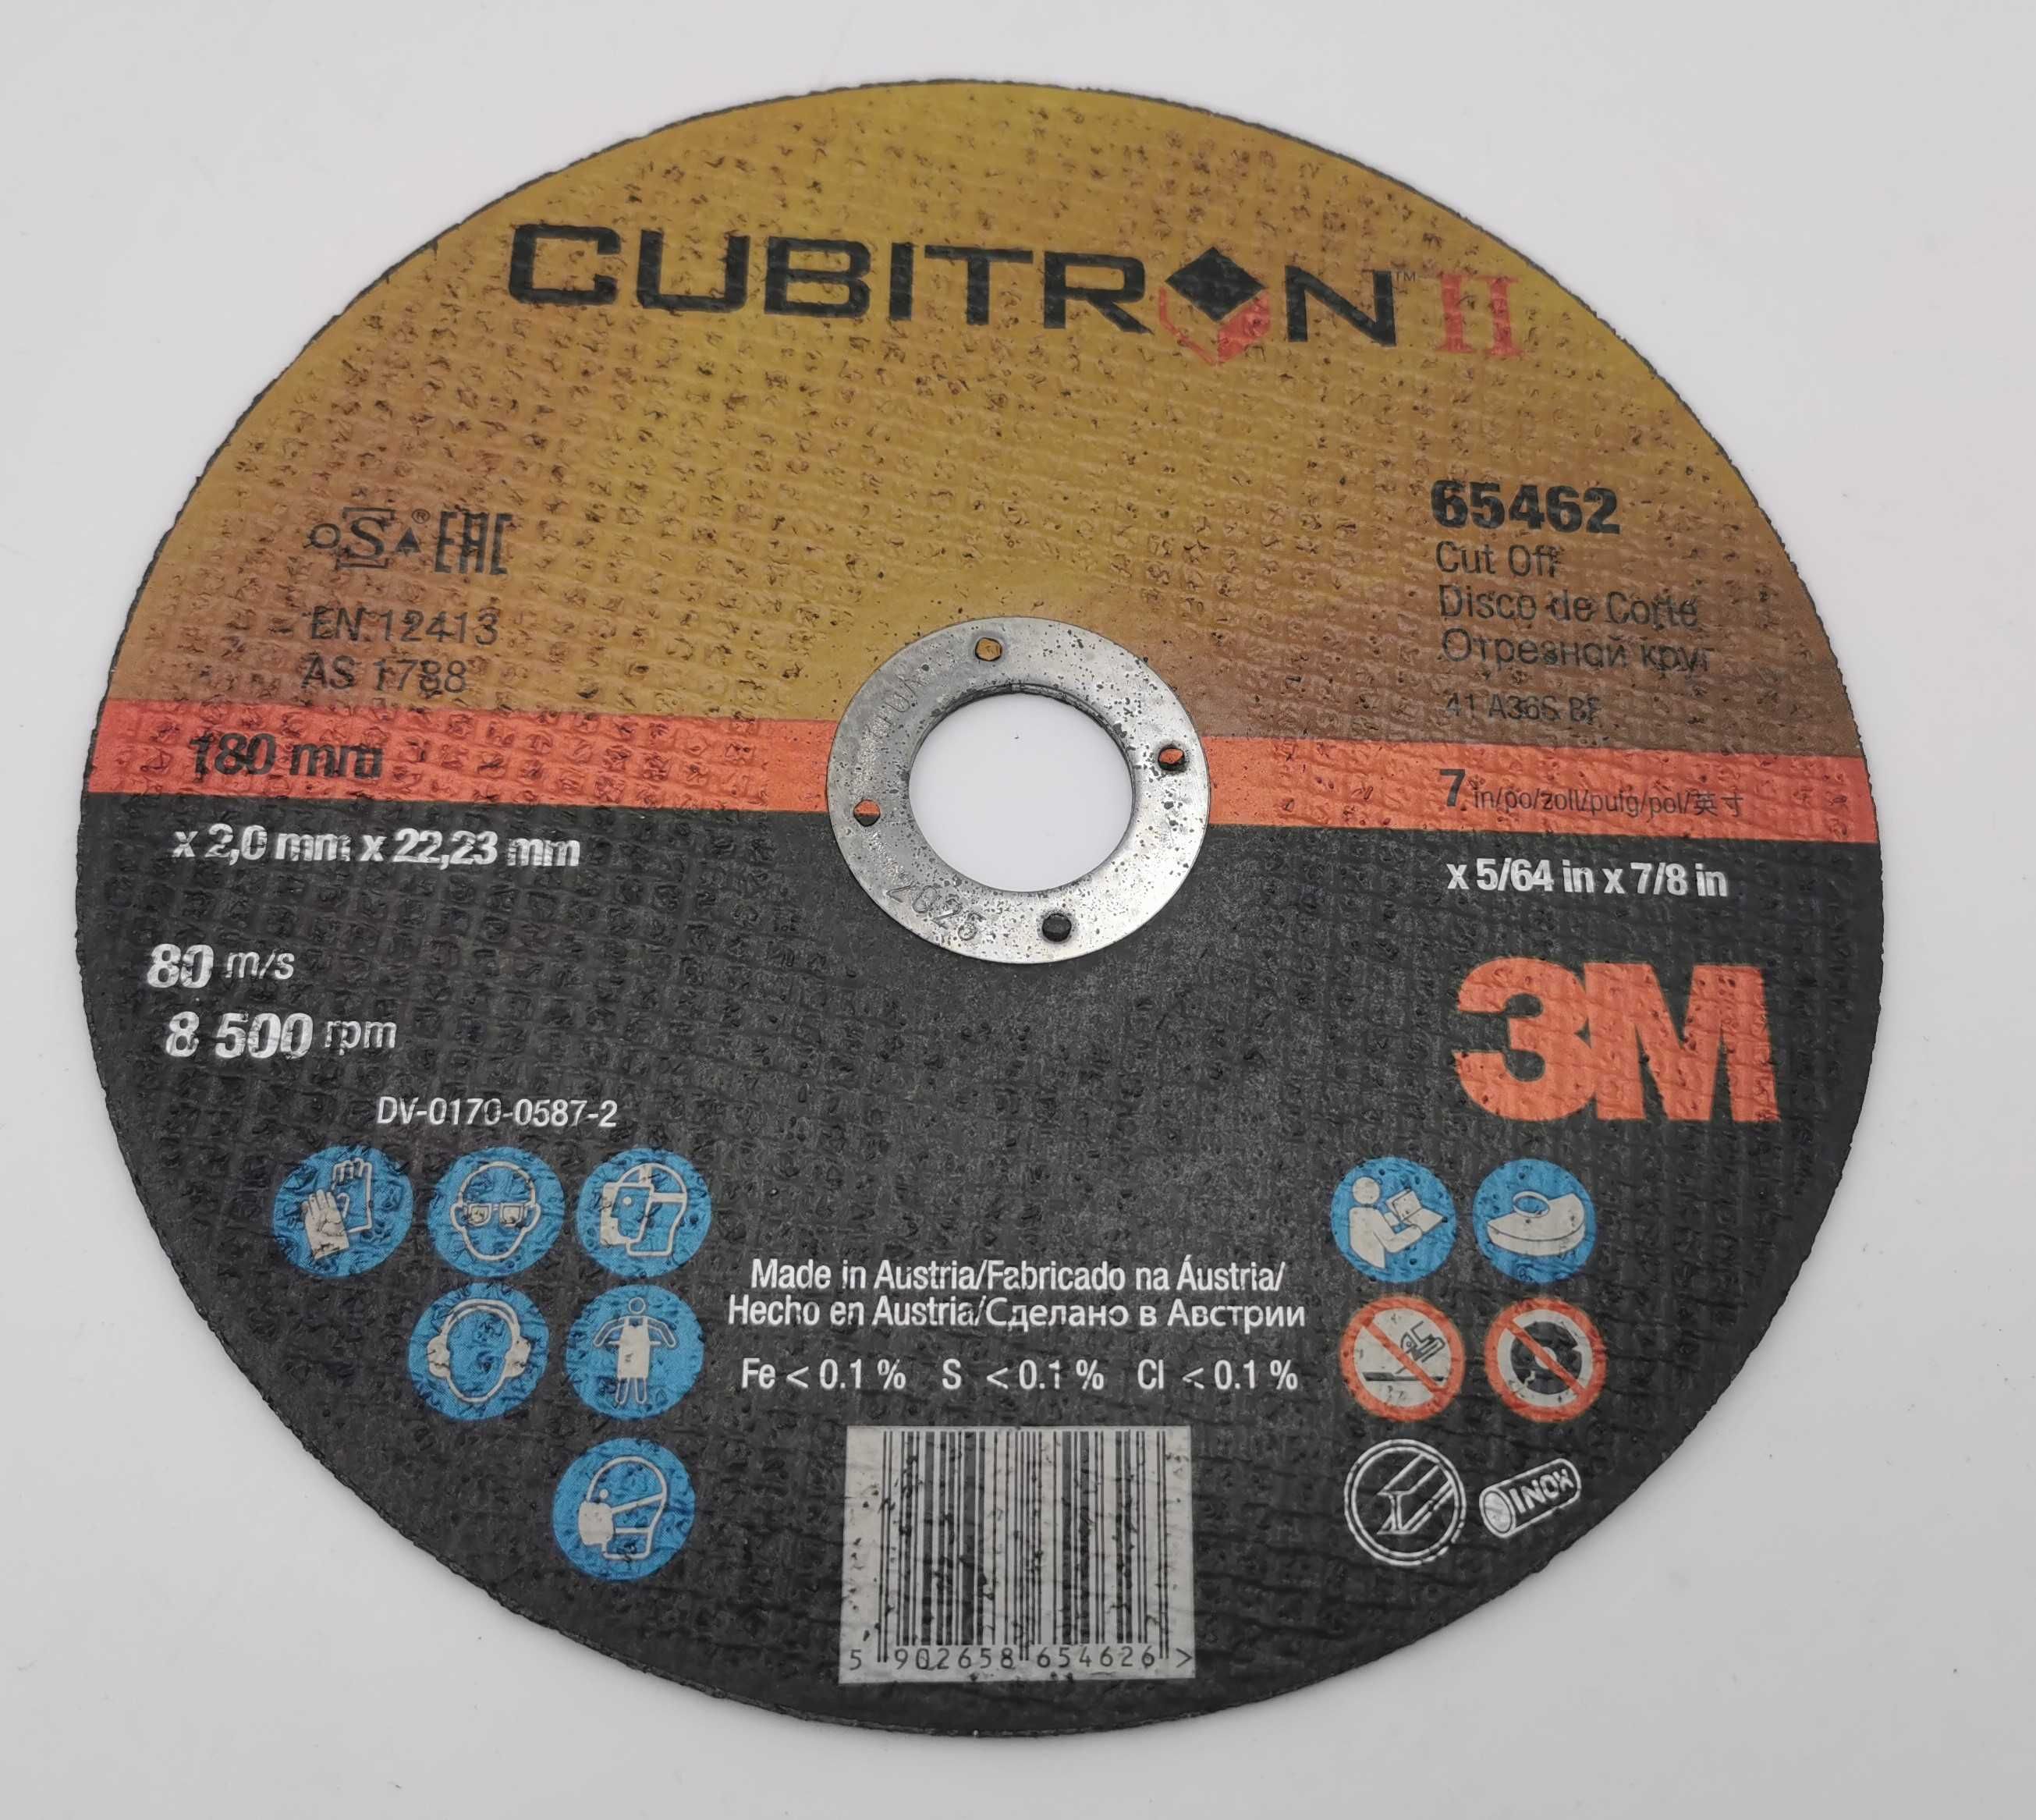 CUBITRON™ II
oSa® EAC
EN 12413
AS 1788
65462
Cut Off
Disco de Corte
Отрезной круг
41 A36S BF
180 mm
7 in/po/zoll/pulg/pol/英寸
x 2,0 mm x 22,23 mm
x 5/64 in x 7/8 in
80 m/s
8 500 rpm
3M
DV-0170-0587-2
Made in Austria/Fabricado na Áustria/
Hecho en Austria/Сделано в Австрии
Fe < 0.1 % S < 0.1 % Cl < 0.1 %
INOX
5 902658 654626 >